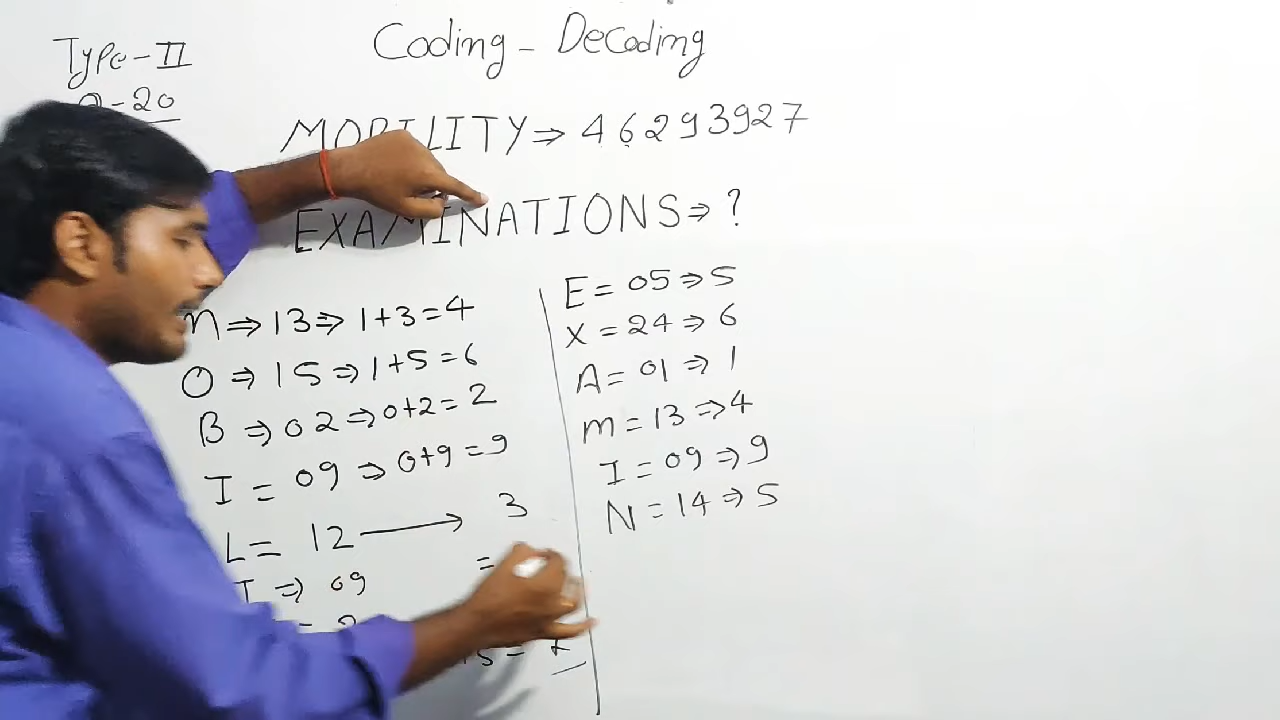 Coding - Decoding
Type-II
Q-20
MOBILITY ⇒ 46293927
EXAMINATIONS ⇒ ?
M ⇒ 13 ⇒ 1+3=4
O ⇒ 15 ⇒ 1+5=6
B ⇒ 02 ⇒ 0+2=2
I = 09 ⇒ 0+9=9
L = 12 → 3
I ⇒ 09 =
E = 05 ⇒ 5
X = 24 ⇒ 6
A = 01 ⇒ 1
M = 13 ⇒ 4
I = 09 ⇒ 9
N = 14 ⇒ 5